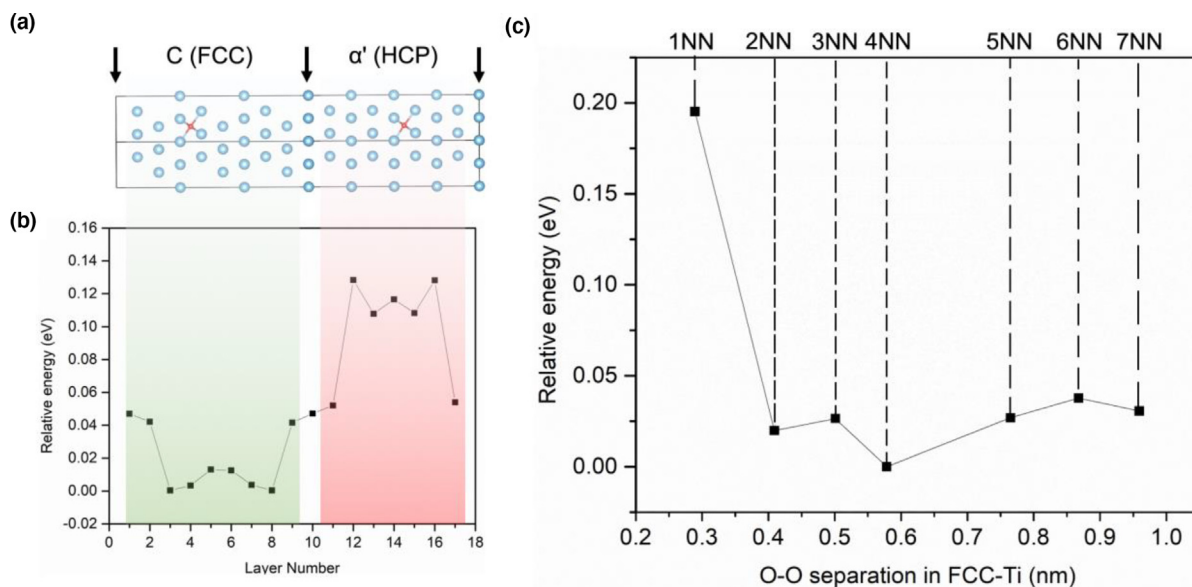 (a)
C (FCC) α' (HCP)
(b)
Relative energy (eV)
0.16
0.14
0.12
0.10
0.08
0.06
0.04
0.02
0.00
-0.02
0 2 4 6 8 10 12 14 16 18
Layer Number
(c)
1NN 2NN 3NN 4NN 5NN 6NN 7NN
Relative energy (eV)
0.20
0.15
0.10
0.05
0.00
0.2 0.3 0.4 0.5 0.6 0.7 0.8 0.9 1.0
O-O separation in FCC-Ti (nm)